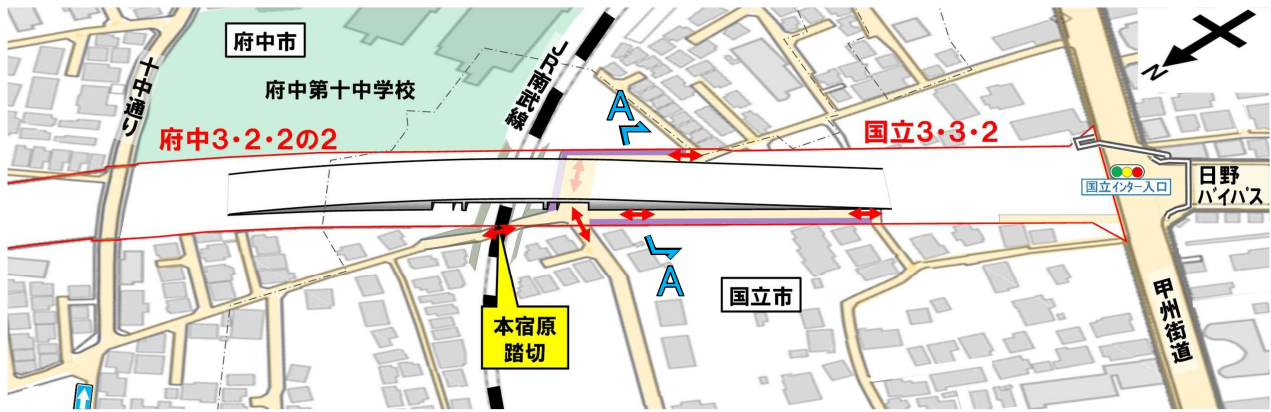 府中市
十中通り
府中第十中学校
JR南武線
府中3・2・2の2
A
国立3・3・2
N
国立インター入口
日野
バイパス
A
国立市
本宿原
踏切
甲州街道